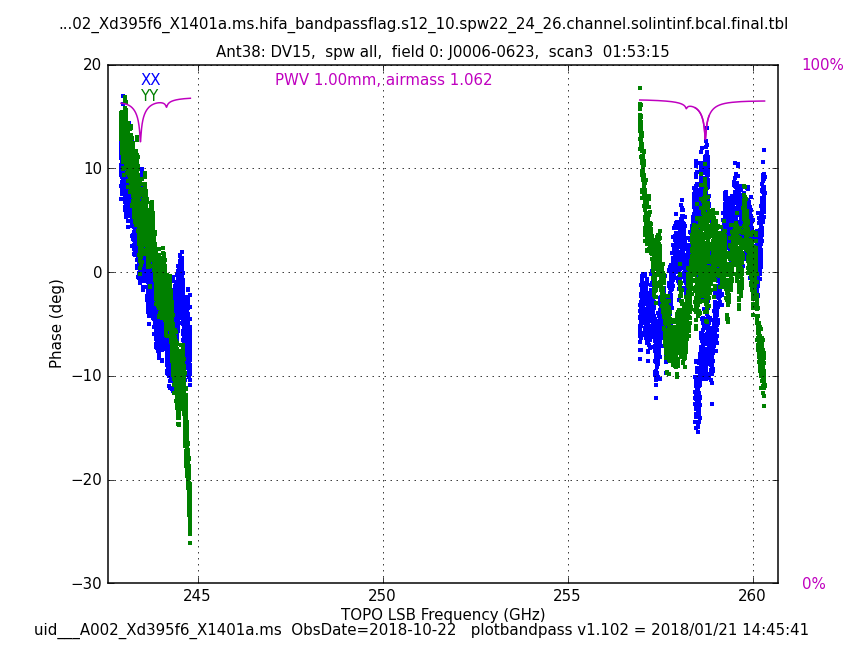 ...02_Xd395f6_X1401a.ms.hifa_bandpassflag.s12_10.spw22_24_26.channel.solintinf.bcal.final.tbl
Ant38: DV15,  spw all,  field 0: J0006-0623,  scan3  01:53:15
20
100%
XX
PWV 1.00mm, airmass 1.062
YY
10
0
Phase (deg)
−10
−20
−30
0%
245
250
255
260
TOPO LSB Frequency (GHz)
uid___A002_Xd395f6_X1401a.ms  ObsDate=2018-10-22   plotbandpass v1.102 = 2018/01/21 14:45:41